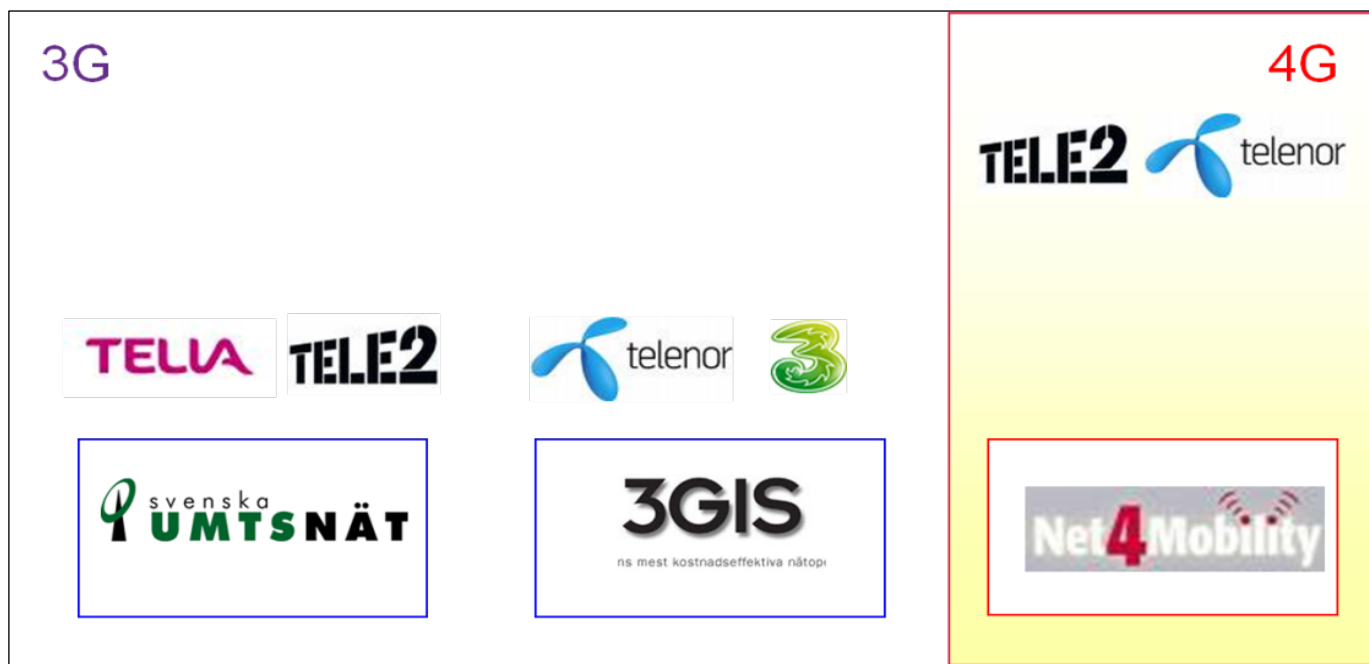 3G
4G
TELE2 telenor
TELIA TELE2 telenor 3
svenska
UMTSNÄT
3GIS
ns mest kostnadseffektiva nätop
Net4Mobility